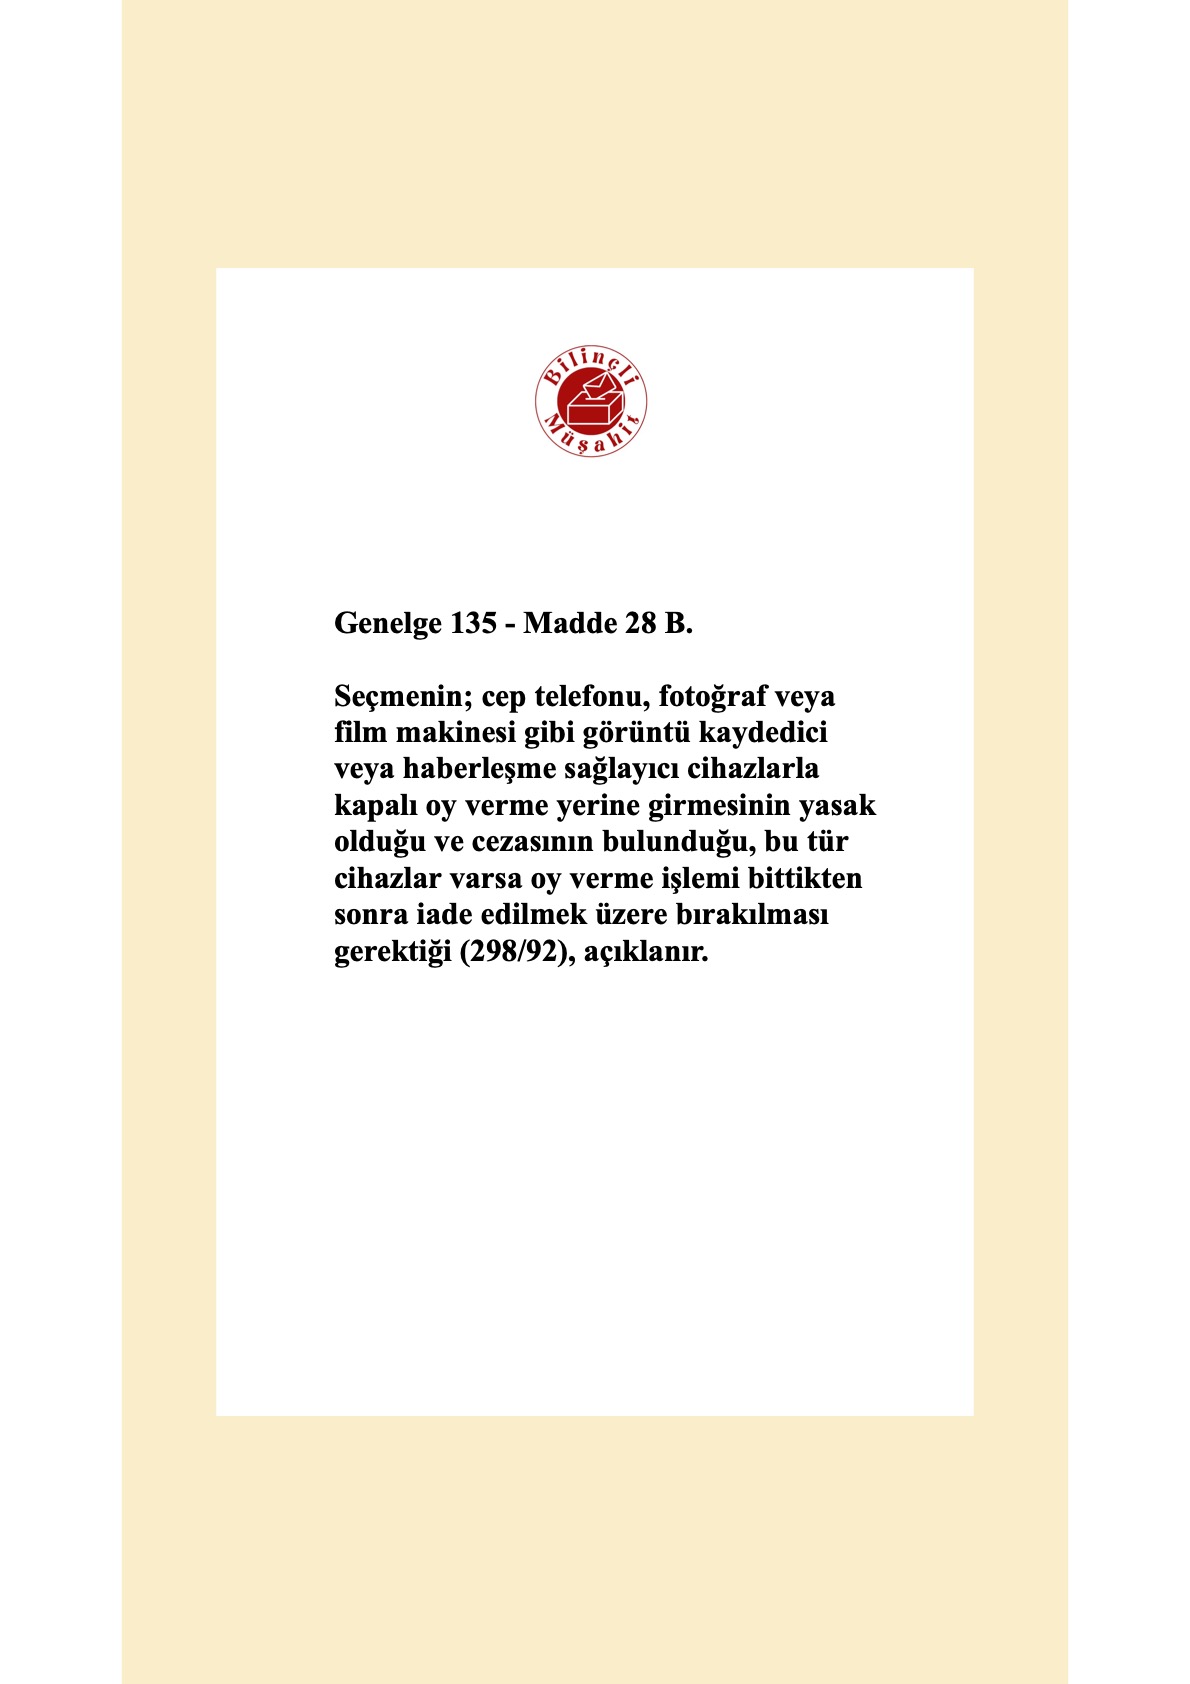 Bilinçli
Müşahit
Genelge 135 - Madde 28 B.
Seçmenin; cep telefonu, fotoğraf veya
film makinesi gibi görüntü kaydedici
veya haberleşme sağlayıcı cihazlarla
kapalı oy verme yerine girmesinin yasak
olduğu ve cezasının bulunduğu, bu tür
cihazlar varsa oy verme işlemi bittikten
sonra iade edilmek üzere bırakılması
gerektiği (298/92), açıklanır.